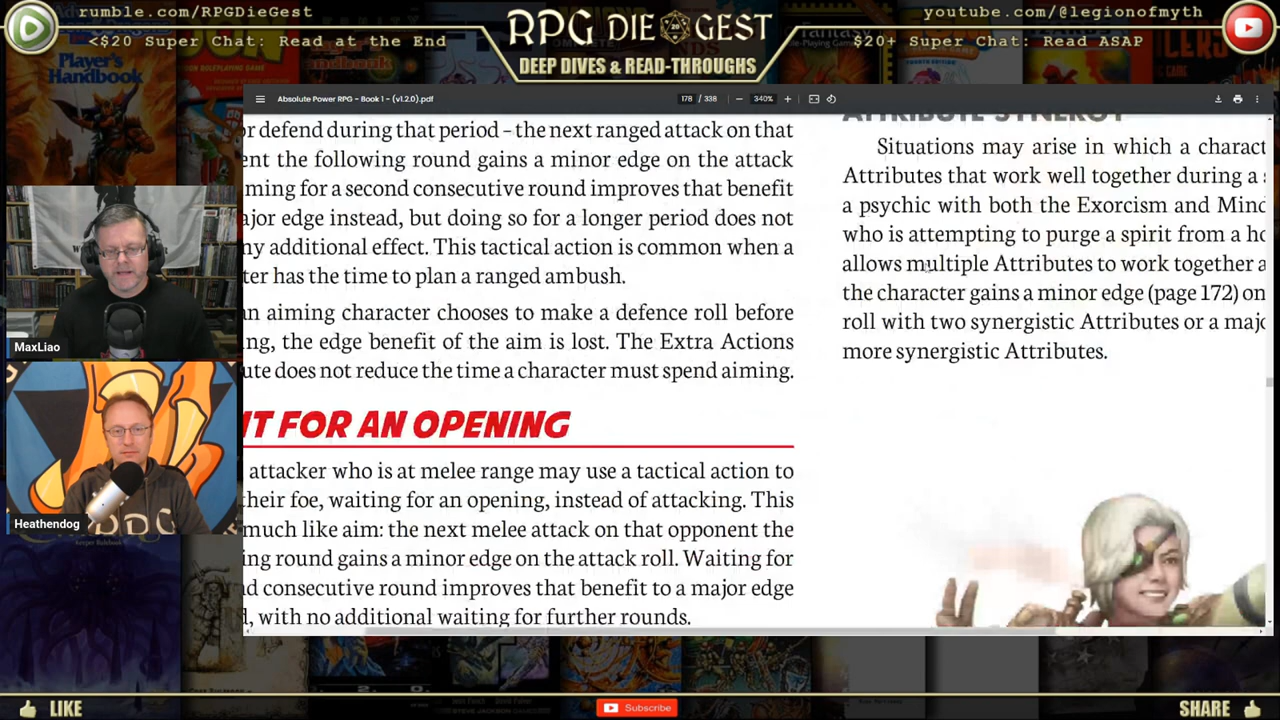 rumble.com/RPGDieGest
<$20 Super Chat: Read at the End
RPG DIE GEST
DEEP DIVES & READ-THROUGHS
youtube.com/@legionofmyth
$20+ Super Chat: Read ASAP
Player's
Handbook
Absolute Power RPG - Book 1 - (v1.2.0).pdf
178 / 338
340%
or defend during that period – the next ranged attack on that
ent the following round gains a minor edge on the attack
ming for a second consecutive round improves that benefit
ajor edge instead, but doing so for a longer period does not
ny additional effect. This tactical action is common when a
ter has the time to plan a ranged ambush.
an aiming character chooses to make a defence roll before
ng, the edge benefit of the aim is lost. The Extra Actions
ute does not reduce the time a character must spend aiming.
IT FOR AN OPENING
attacker who is at melee range may use a tactical action to
their foe, waiting for an opening, instead of attacking. This
much like aim: the next melee attack on that opponent the
ing round gains a minor edge on the attack roll. Waiting for
nd consecutive round improves that benefit to a major edge
d, with no additional waiting for further rounds.
ATTRIBUTE SYNERGY
Situations may arise in which a charact
Attributes that work well together during a
a psychic with both the Exorcism and Mind
who is attempting to purge a spirit from a ho
allows multiple Attributes to work together a
the character gains a minor edge (page 172) on
roll with two synergistic Attributes or a majo
more synergistic Attributes.
MaxLiao
Heathendog
LIKE
Subscribe
SHARE